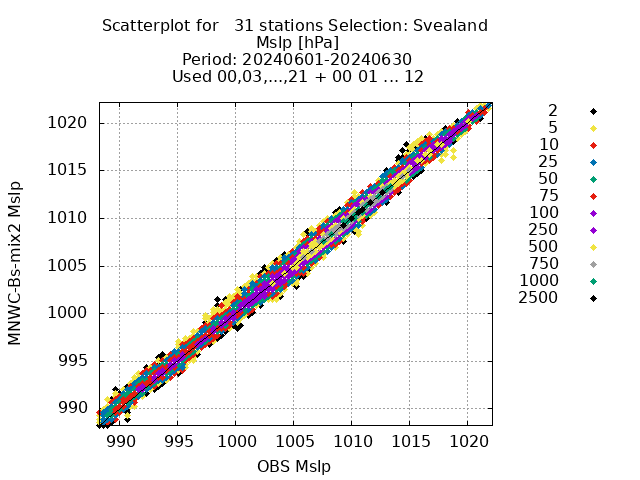 Scatterplot for   31 stations Selection: Svealand
Mslp [hPa]
Period: 20240601-20240630
Used 00,03,...,21 + 00 01 ... 12
MNWC-Bs-mix2 Mslp
1020
1015
1010
1005
1000
995
990
990 995 1000 1005 1010 1015 1020
OBS Mslp
2
5
10
25
50
75
100
250
500
750
1000
2500